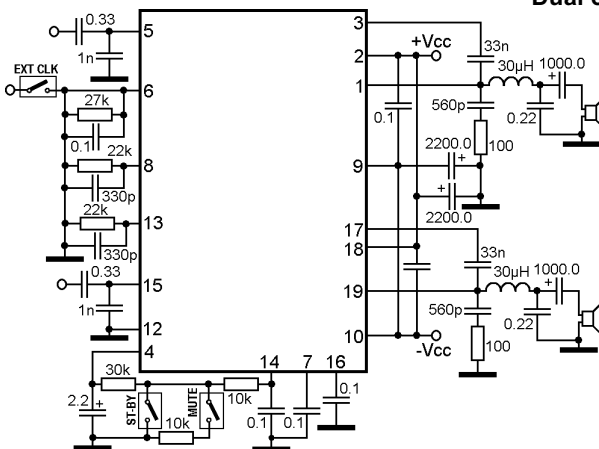 Dual
0.33
5
1n
EXT CLK
6
27k
0.1
22k
8
330p
22k
13
330p
0.33
15
1n
12
4
30k
14
7
16
2.2
+
ST-BY
MUTE
10k
10k
0.1
0.1
0.1
3
2
+Vcc
33n
1
30µH
+
1000.0
0.1
560p
0.22
100
2200.0
9
+
+
2200.0
17
18
33n
30µH
+
1000.0
19
560p
0.22
10
-Vcc
100